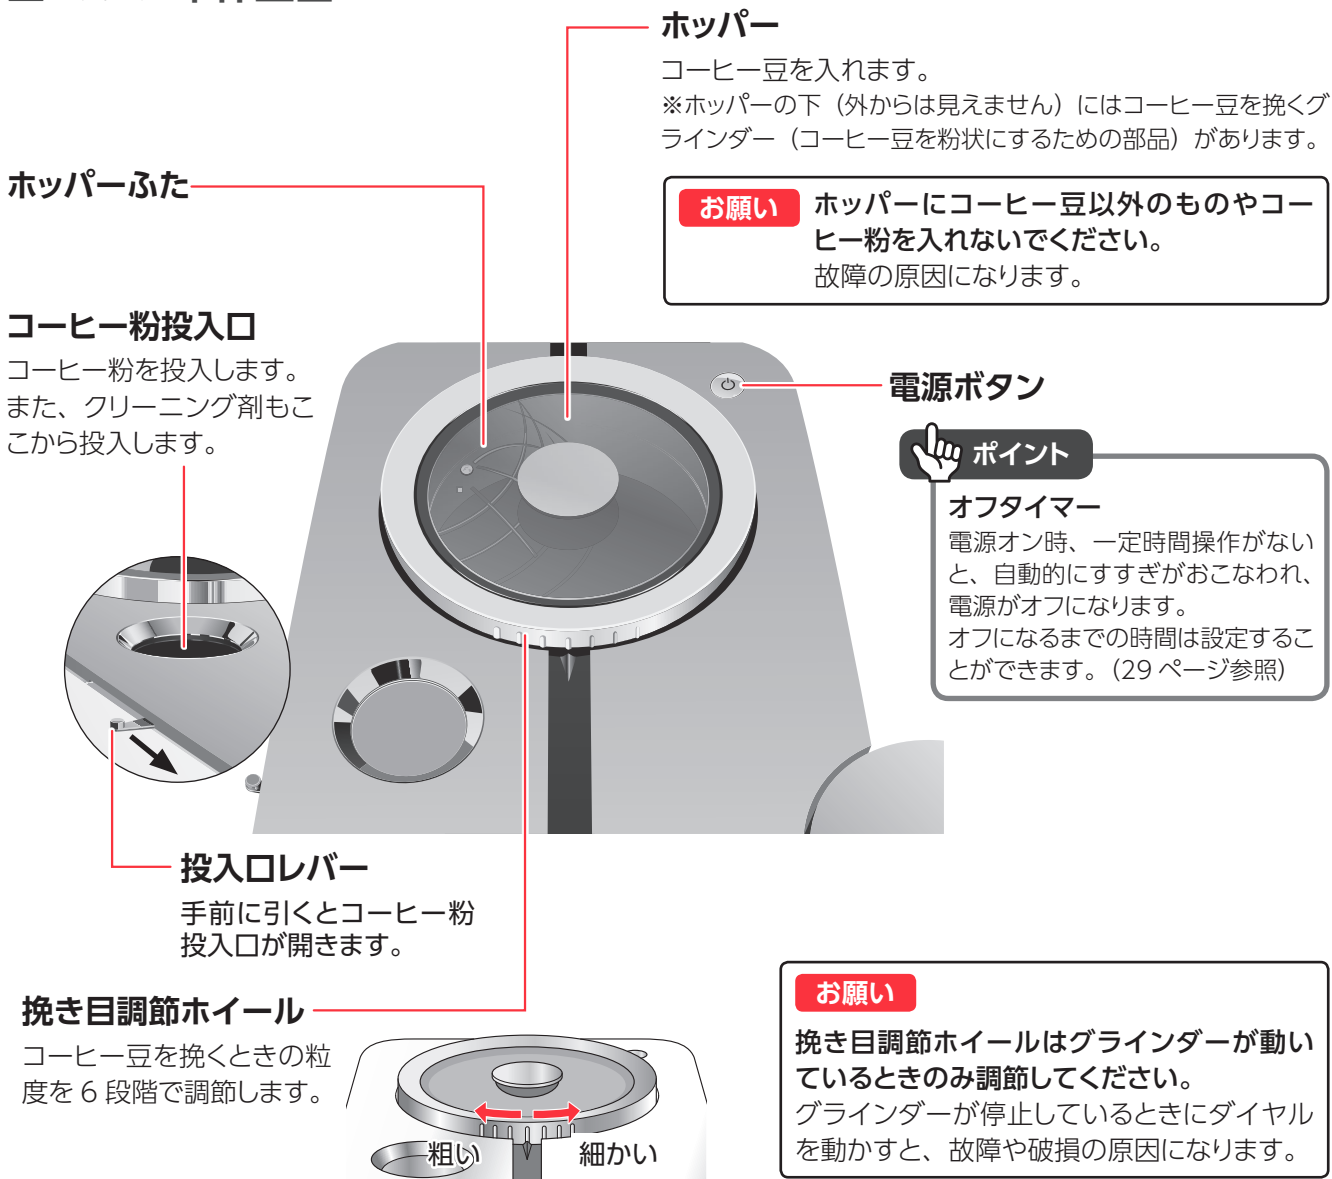 ホッパー
コーヒー豆を入れます。
※ホッパーの下（外からは見えません）にはコーヒー豆を挽くグ
ラインダー（コーヒー豆を粉状にするための部品）があります。
お願い ホッパーにコーヒー豆以外のものやコー
ヒー粉を入れないでください。
故障の原因になります。
ホッパーふた
コーヒー粉投入口
コーヒー粉を投入します。
また、クリーニング剤もこ
こから投入します。
電源ボタン
ポイント
オフタイマー
電源オン時、一定時間操作がない
と、自動的にすすぎがおこなわれ、
電源がオフになります。
オフになるまでの時間は設定するこ
とができます。（29 ページ参照）
投入口レバー
手前に引くとコーヒー粉
投入口が開きます。
挽き目調節ホイール
コーヒー豆を挽くときの粒
度を 6 段階で調節します。
粗い
細かい
お願い
挽き目調節ホイールはグラインダーが動い
ているときのみ調節してください。
グラインダーが停止しているときにダイヤル
を動かすと、故障や破損の原因になります。